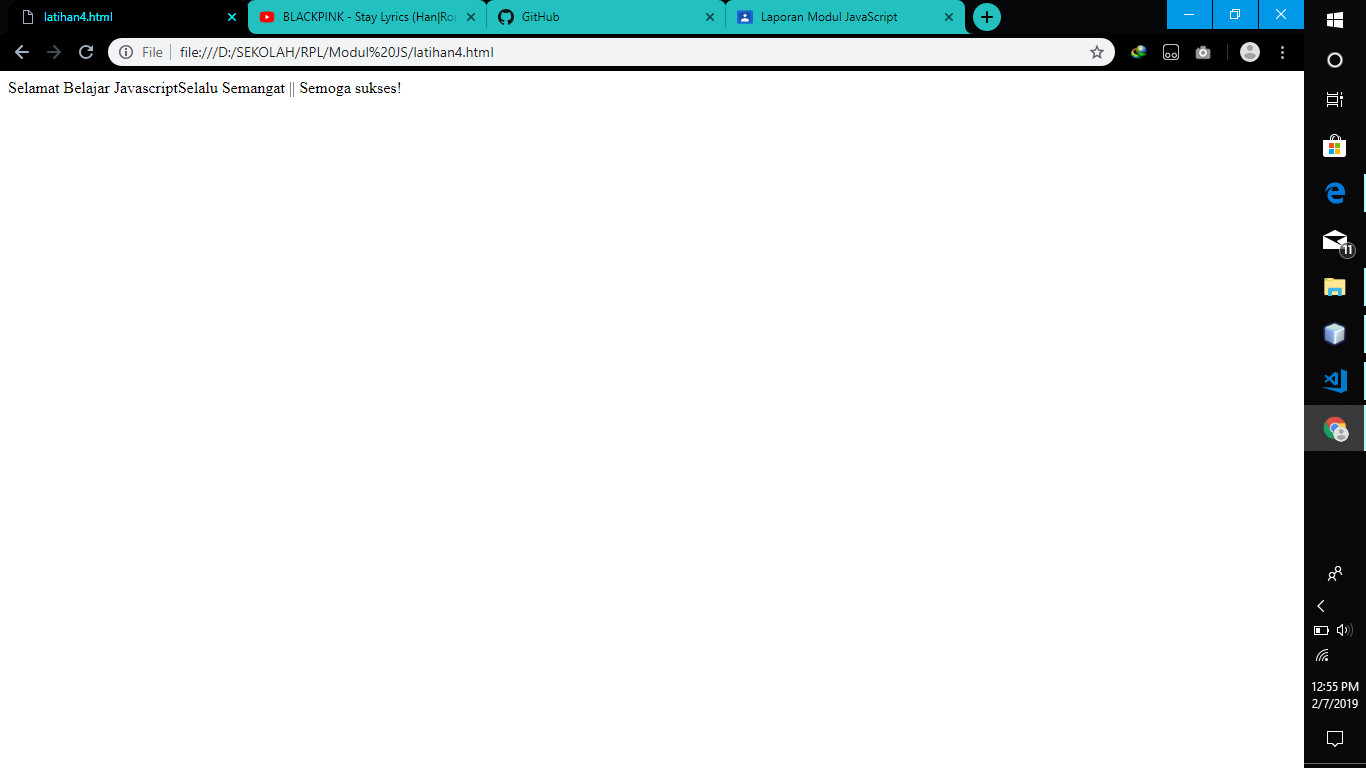 latihan4.html
BLACKPINK - Stay Lyrics (Han|Ro
GitHub
Laporan Modul JavaScript
File
file:///D:/SEKOLAH/RPL/Modul%20JS/latihan4.html
Selamat Belajar JavascriptSelalu Semangat || Semoga sukses!
11
12:55 PM
2/7/2019